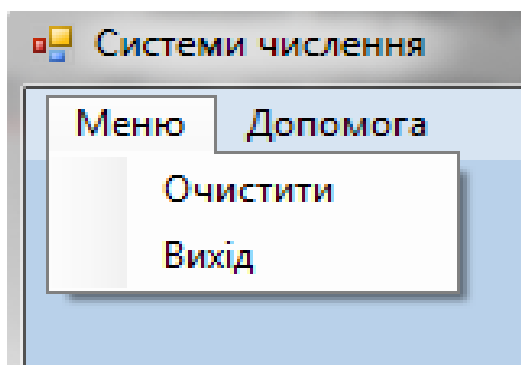 Системи числення
Меню Допомога
Очистити
Вихід